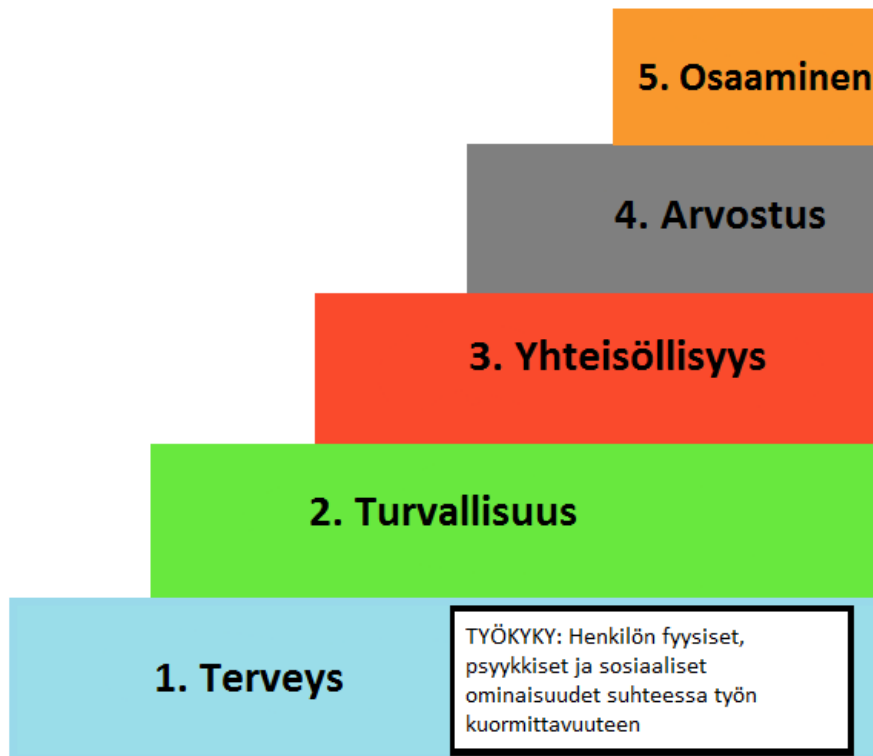 5. Osaaminen
4. Arvostus
3. Yhteisöllisyys
2. Turvallisuus
1. Terveys
TYÖKYKY: Henkilön fyysiset,
psyykkiset ja sosiaaliset
ominaisuudet suhteessa työn
kuormittavuuteen